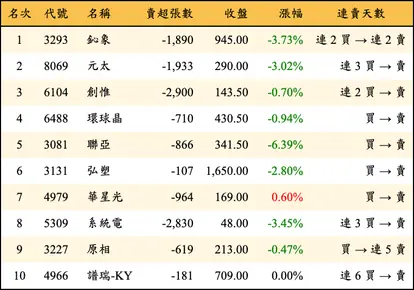 名次 代號 名稱 賣超張數 收盤 漲幅 連賣天數
1 3293 鈊象 -1,890 945.00 -3.73% 連 2 買 → 連 2 賣
2 8069 元太 -1,933 290.00 -3.02% 連 3 買 → 賣
3 6104 創惟 -2,900 143.50 -0.70% 連 2 買 → 賣
4 6488 環球晶 -710 430.50 -0.94% 買 → 賣
5 3081 聯亞 -866 341.50 -6.39% 買 → 賣
6 3131 弘塑 -107 1,650.00 -2.80% 買 → 賣
7 4979 華星光 -964 169.00 0.60% 買 → 賣
8 5309 系統電 -2,830 48.00 -3.45% 連 3 買 → 賣
9 3227 原相 -619 213.00 -0.47% 買 → 連 5 賣
10 4966 譜瑞-KY -181 709.00 0.00% 連 6 買 → 賣